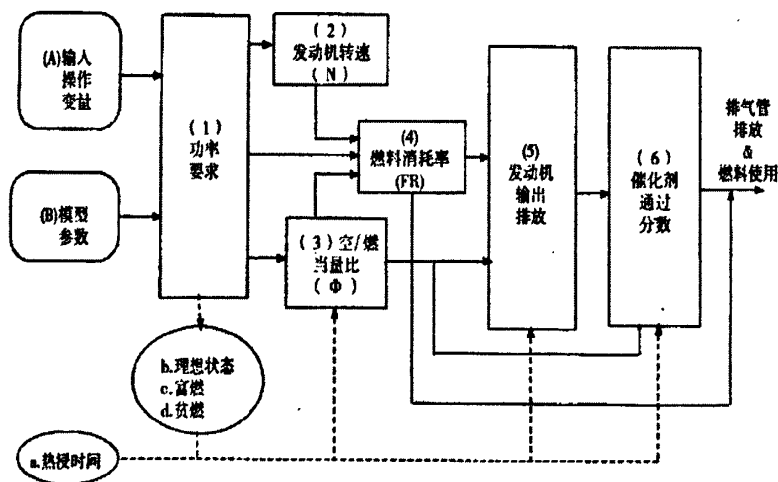 (A)输入
操作
变量
(B)模型
参数
(1)
功率
要求
(2)
发动机转速
(N)
(3)空/燃
当量比
(Φ)
(4)
燃料消耗率
(FR)
(5)
发动机
输出
排放
(6)
催化剂
通过
分数
排气管
排放
&
燃料使用
b.理想状态
c.富燃
d.贫燃
a.热浸时间